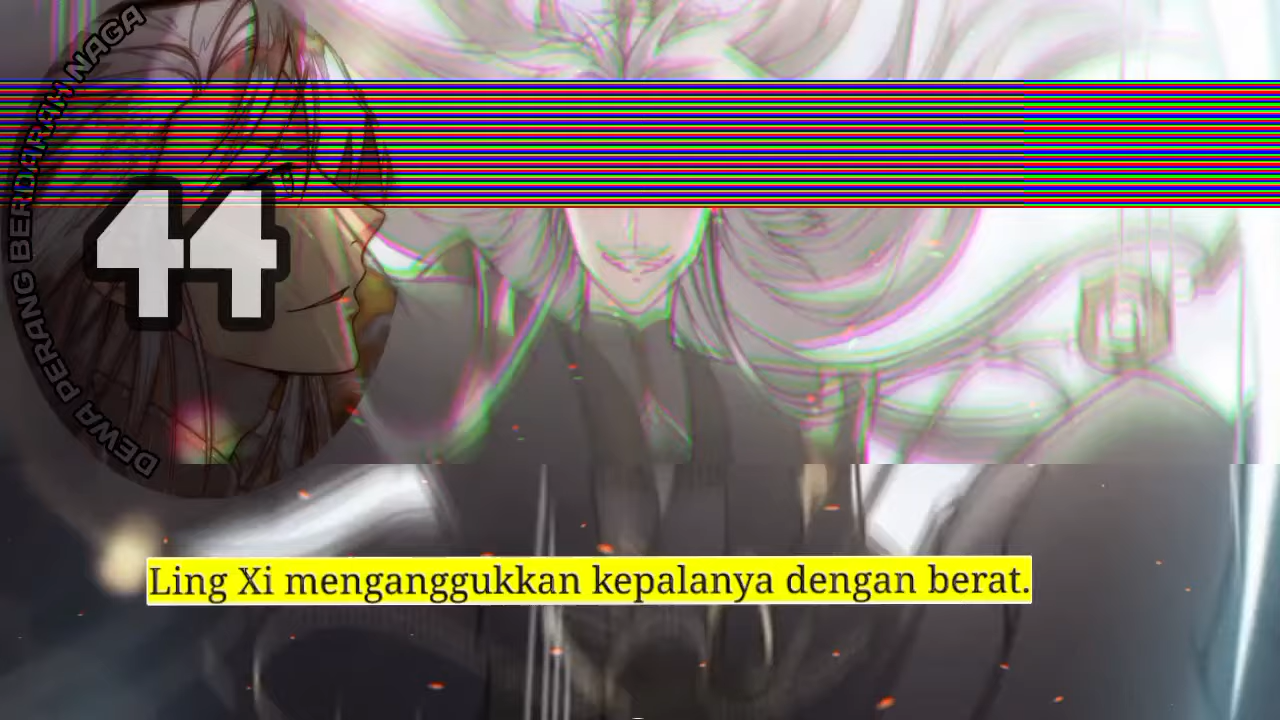 DEWA PERANG BERDARAH NAGA
44
Ling Xi menganggukkan kepalanya dengan berat.